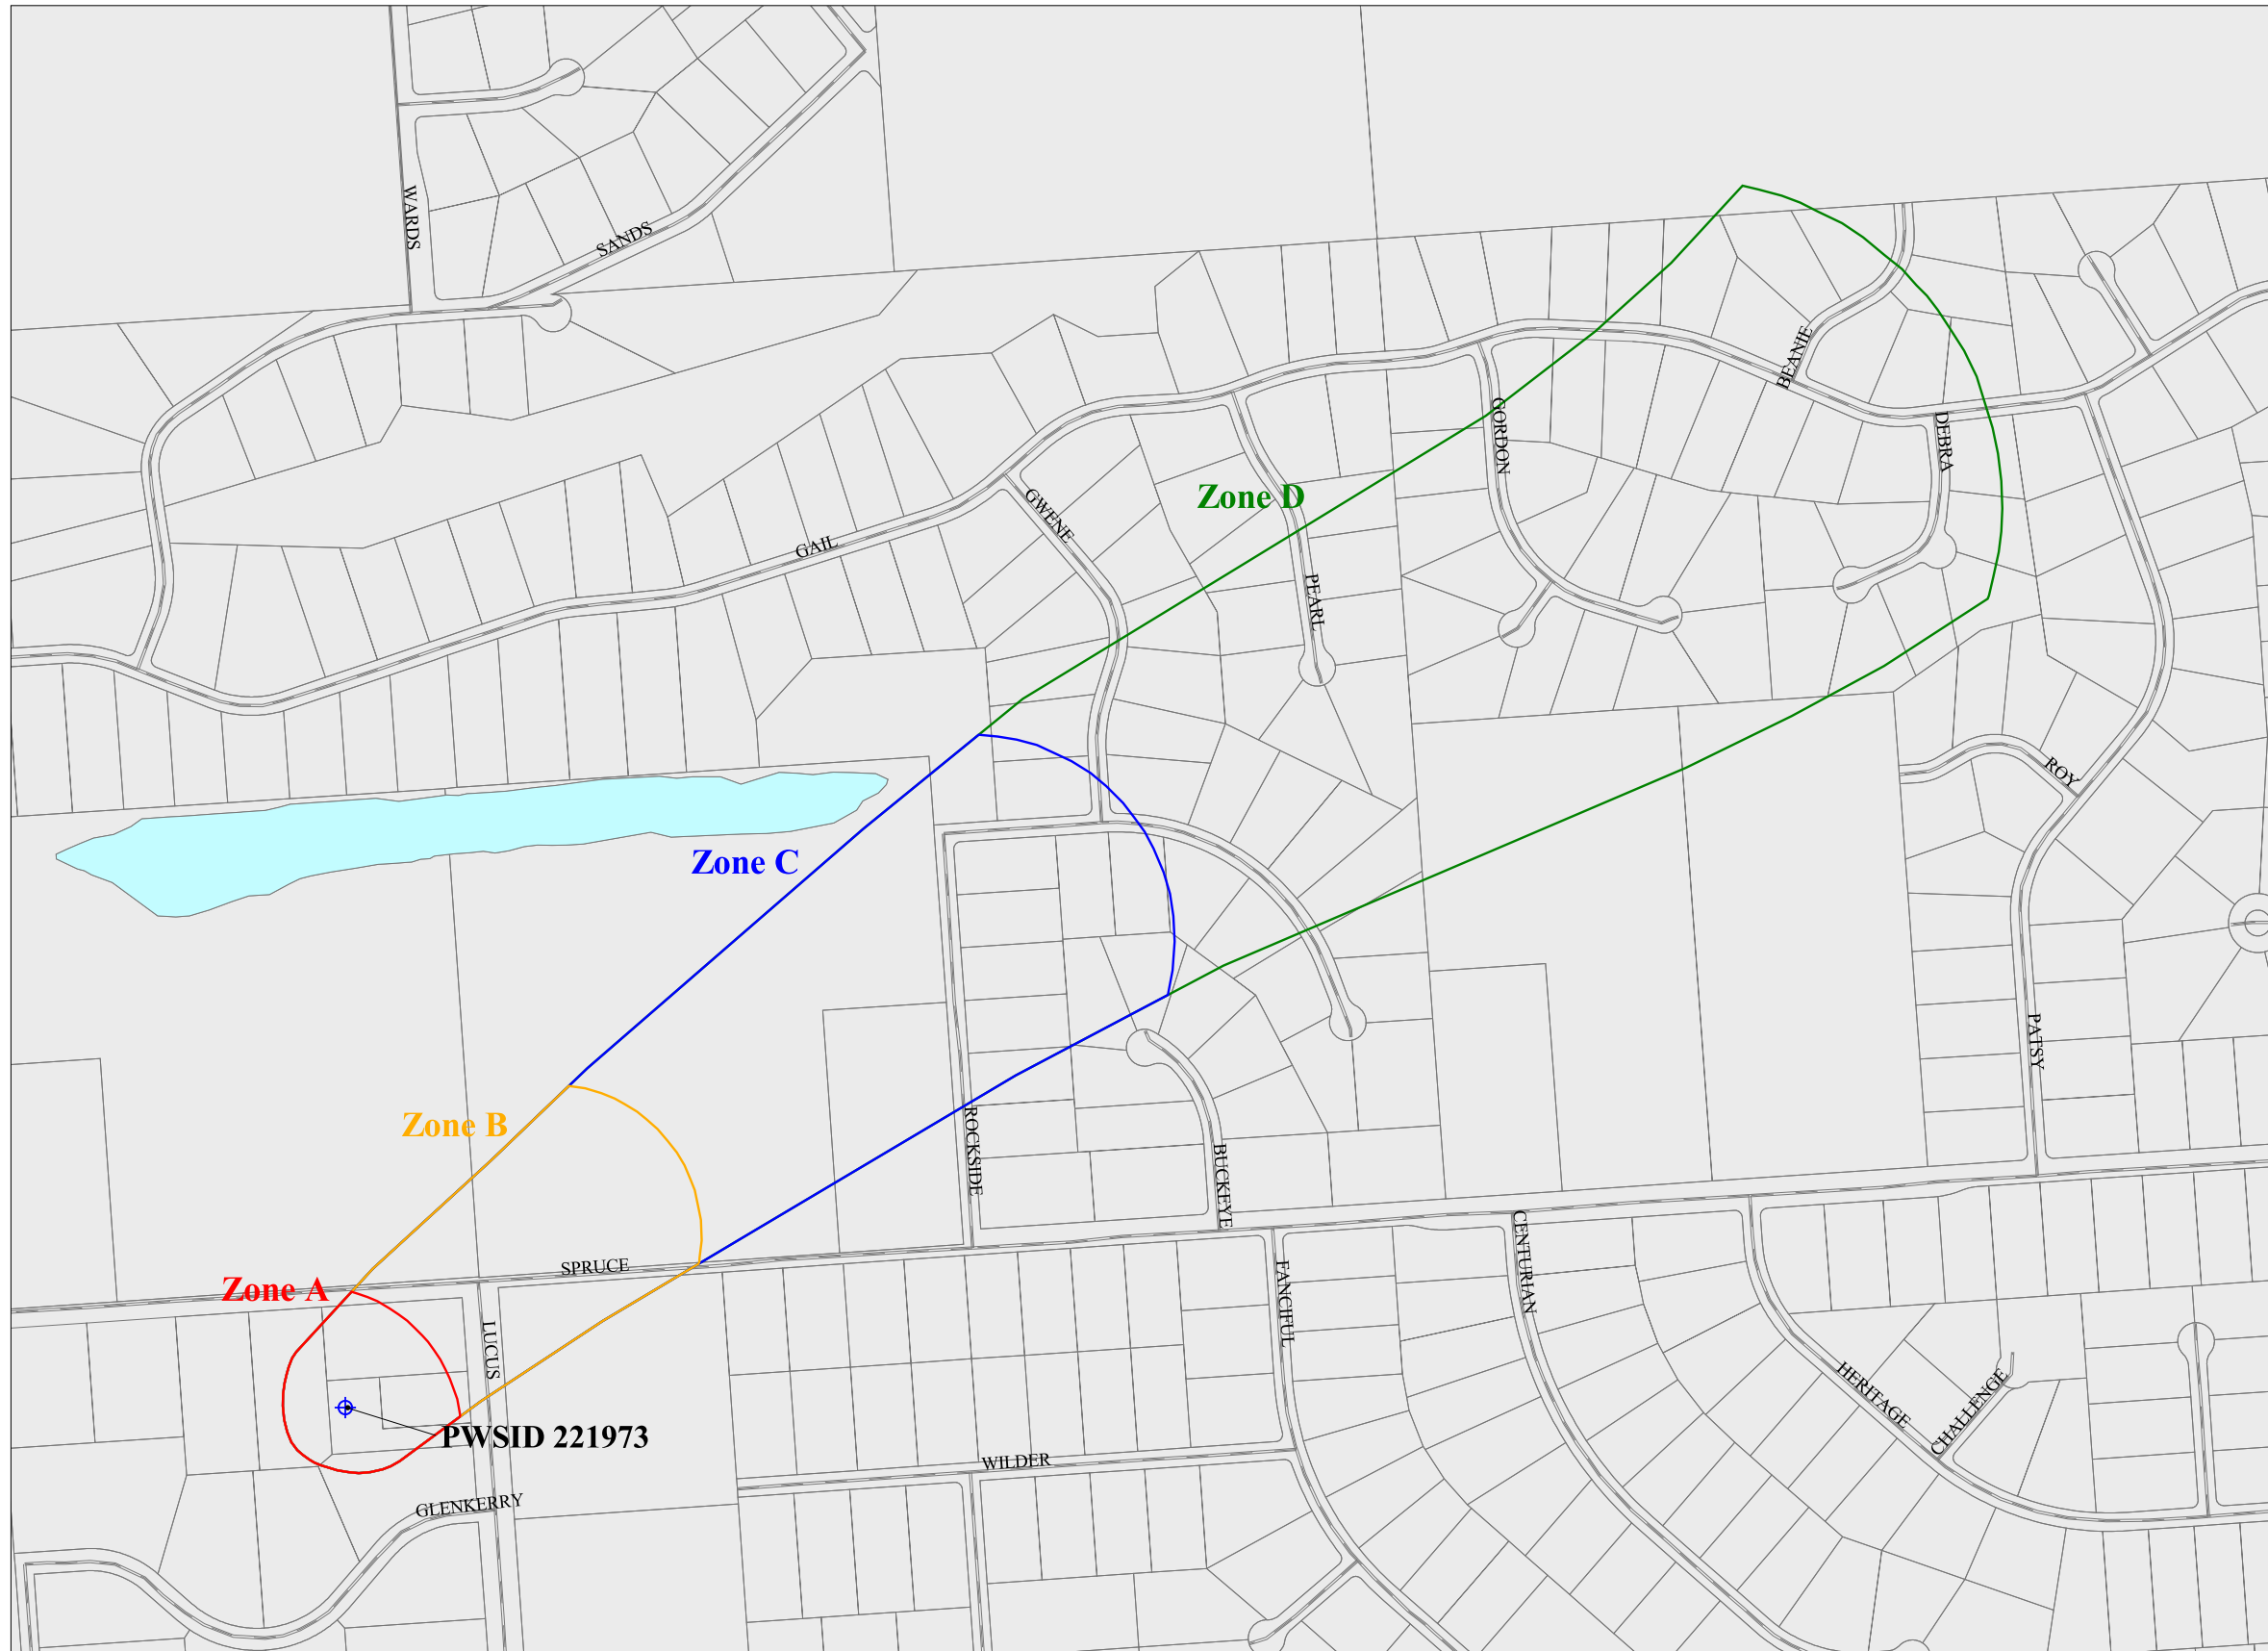 WARDS
SANDS
BEANIE
GORDON
DEBRA
Zone D
GWENE
GAIL
PEARL
ROY
Zone C
PATSY
Zone B
ROCKSIDE
BUCKEYE
SPRUCE
CENTURIAN
Zone A
FANCIFUL
LUCUS
HERITAGE
CHALLENGE
PWSID 221973
WILDER
GLENKERRY